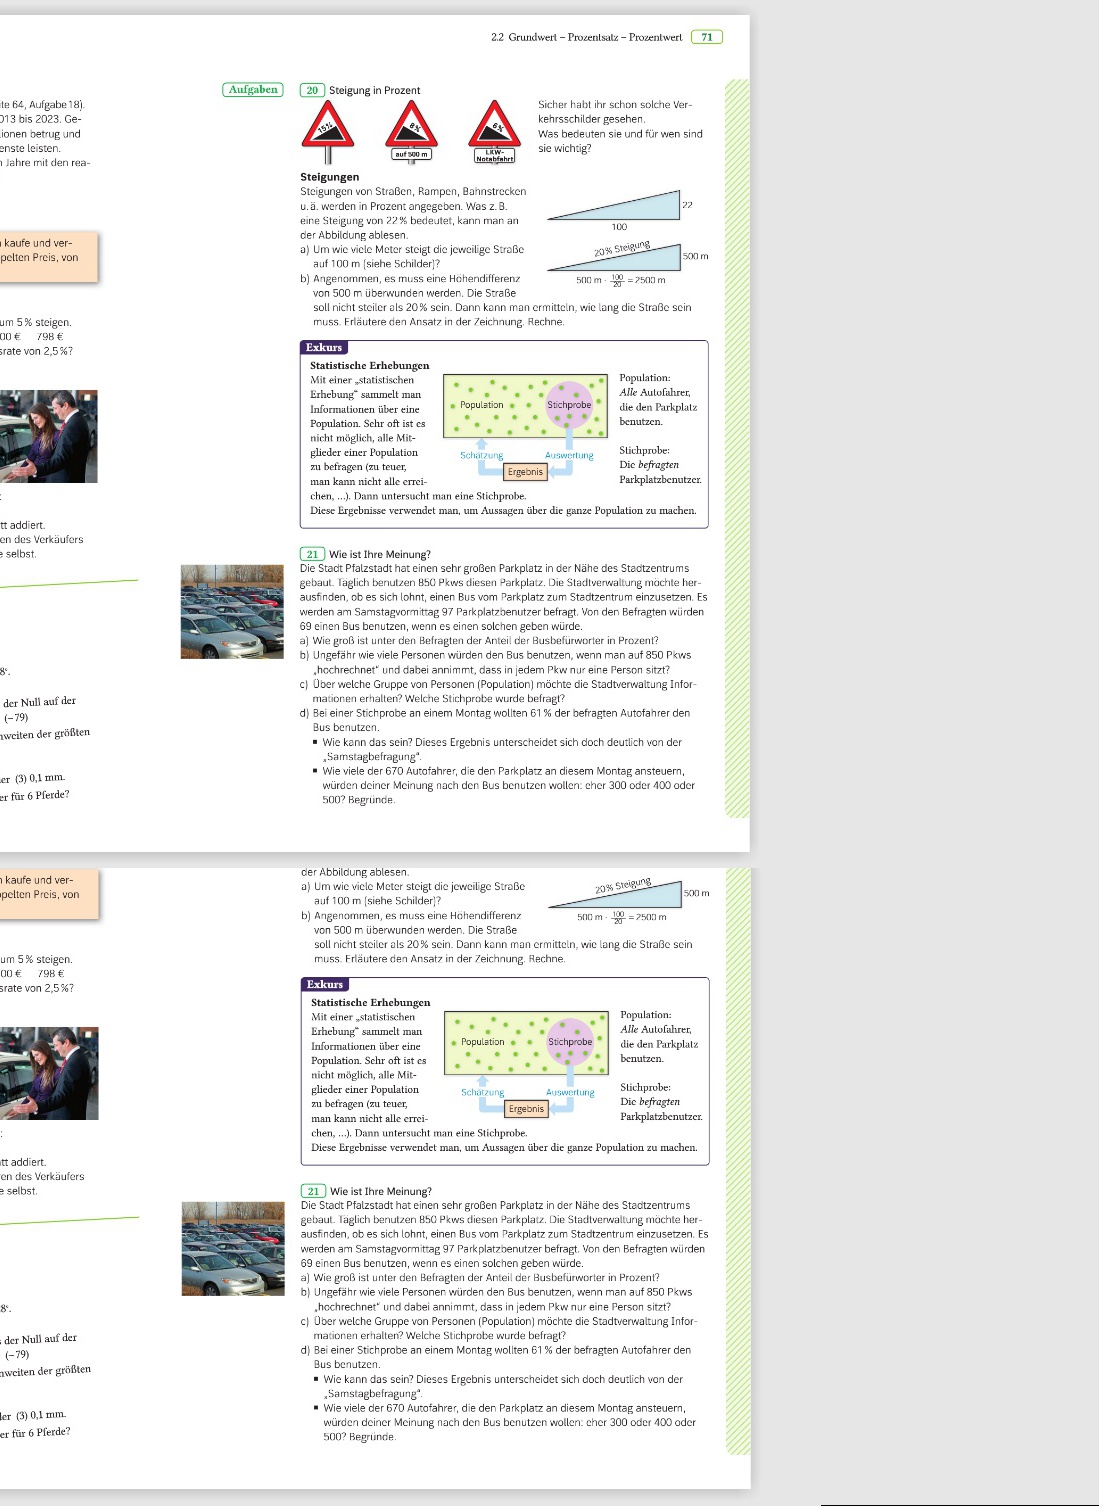 2.2 Grundwert – Prozentsatz – Prozentwert 71
ite 64, Aufgabe 18).
013 bis 2023. Ge-
ionen betrug und
enste leisten.
n Jahre mit den rea-
n kaufe und ver-
pelten Preis, von
um 5 % steigen.
00 € 798 €
srate von 2,5 %?
:
tt addiert.
en des Verkäufers
e selbst.
8‘.
der Null auf der
(–79)
nweiten der größten
er (3) 0,1 mm.
er für 6 Pferde?
Aufgaben
20 Steigung in Prozent
15%
8%
auf 500 m
6%
LKW-
Notabfahrt
Sicher habt ihr schon solche Ver-
kehrsschilder gesehen.
Was bedeuten sie und für wen sind
sie wichtig?
Steigungen
Steigungen von Straßen, Rampen, Bahnstrecken
u. ä. werden in Prozent angegeben. Was z. B.
eine Steigung von 22 % bedeutet, kann man an
der Abbildung ablesen.
a) Um wie viele Meter steigt die jeweilige Straße
auf 100 m (siehe Schilder)?
b) Angenommen, es muss eine Höhendifferenz
von 500 m überwunden werden. Die Straße
soll nicht steiler als 20 % sein. Dann kann man ermitteln, wie lang die Straße sein
muss. Erläutere den Ansatz in der Zeichnung. Rechne.
22
100
20 % Steigung
500 m
500 m · 100/20 = 2500 m
Exkurs
Statistische Erhebungen
Mit einer „statistischen
Erhebung“ sammelt man
Informationen über eine
Population. Sehr oft ist es
nicht möglich, alle Mit-
glieder einer Population
zu befragen (zu teuer,
man kann nicht alle errei-
chen, ...). Dann untersucht man eine Stichprobe.
Diese Ergebnisse verwendet man, um Aussagen über die ganze Population zu machen.
Population
Stichprobe
Schätzung
Auswertung
Ergebnis
Population:
Alle Autofahrer,
die den Parkplatz
benutzen.
Stichprobe:
Die befragten
Parkplatzbenutzer.
21 Wie ist Ihre Meinung?
Die Stadt Pfalzstadt hat einen sehr großen Parkplatz in der Nähe des Stadtzentrums
gebaut. Täglich benutzen 850 Pkws diesen Parkplatz. Die Stadtverwaltung möchte her-
ausfinden, ob es sich lohnt, einen Bus vom Parkplatz zum Stadtzentrum einzusetzen. Es
werden am Samstagvormittag 97 Parkplatzbenutzer befragt. Von den Befragten würden
69 einen Bus benutzen, wenn es einen solchen geben würde.
a) Wie groß ist unter den Befragten der Anteil der Busbefürworter in Prozent?
b) Ungefähr wie viele Personen würden den Bus benutzen, wenn man auf 850 Pkws
„hochrechnet“ und dabei annimmt, dass in jedem Pkw nur eine Person sitzt?
c) Über welche Gruppe von Personen (Population) möchte die Stadtverwaltung Infor-
mationen erhalten? Welche Stichprobe wurde befragt?
d) Bei einer Stichprobe an einem Montag wollten 61 % der befragten Autofahrer den
Bus benutzen.
▪ Wie kann das sein? Dieses Ergebnis unterscheidet sich doch deutlich von der
„Samstagbefragung“.
▪ Wie viele der 670 Autofahrer, die den Parkplatz an diesem Montag ansteuern,
würden deiner Meinung nach den Bus benutzen wollen: eher 300 oder 400 oder
500? Begründe.
n kaufe und ver-
pelten Preis, von
um 5 % steigen.
00 € 798 €
srate von 2,5 %?
:
tt addiert.
en des Verkäufers
e selbst.
8‘.
der Null auf der
(–79)
nweiten der größten
ler (3) 0,1 mm.
er für 6 Pferde?
der Abbildung ablesen.
a) Um wie viele Meter steigt die jeweilige Straße
auf 100 m (siehe Schilder)?
b) Angenommen, es muss eine Höhendifferenz
von 500 m überwunden werden. Die Straße
soll nicht steiler als 20 % sein. Dann kann man ermitteln, wie lang die Straße sein
muss. Erläutere den Ansatz in der Zeichnung. Rechne.
20 % Steigung
500 m
500 m · 100/20 = 2500 m
Exkurs
Statistische Erhebungen
Mit einer „statistischen
Erhebung“ sammelt man
Informationen über eine
Population. Sehr oft ist es
nicht möglich, alle Mit-
glieder einer Population
zu befragen (zu teuer,
man kann nicht alle errei-
chen, ...). Dann untersucht man eine Stichprobe.
Diese Ergebnisse verwendet man, um Aussagen über die ganze Population zu machen.
Population
Stichprobe
Schätzung
Auswertung
Ergebnis
Population:
Alle Autofahrer,
die den Parkplatz
benutzen.
Stichprobe:
Die befragten
Parkplatzbenutzer.
21 Wie ist Ihre Meinung?
Die Stadt Pfalzstadt hat einen sehr großen Parkplatz in der Nähe des Stadtzentrums
gebaut. Täglich benutzen 850 Pkws diesen Parkplatz. Die Stadtverwaltung möchte her-
ausfinden, ob es sich lohnt, einen Bus vom Parkplatz zum Stadtzentrum einzusetzen. Es
werden am Samstagvormittag 97 Parkplatzbenutzer befragt. Von den Befragten würden
69 einen Bus benutzen, wenn es einen solchen geben würde.
a) Wie groß ist unter den Befragten der Anteil der Busbefürworter in Prozent?
b) Ungefähr wie viele Personen würden den Bus benutzen, wenn man auf 850 Pkws
„hochrechnet“ und dabei annimmt, dass in jedem Pkw nur eine Person sitzt?
c) Über welche Gruppe von Personen (Population) möchte die Stadtverwaltung Infor-
mationen erhalten? Welche Stichprobe wurde befragt?
d) Bei einer Stichprobe an einem Montag wollten 61 % der befragten Autofahrer den
Bus benutzen.
▪ Wie kann das sein? Dieses Ergebnis unterscheidet sich doch deutlich von der
„Samstagbefragung“.
▪ Wie viele der 670 Autofahrer, die den Parkplatz an diesem Montag ansteuern,
würden deiner Meinung nach den Bus benutzen wollen: eher 300 oder 400 oder
500? Begründe.